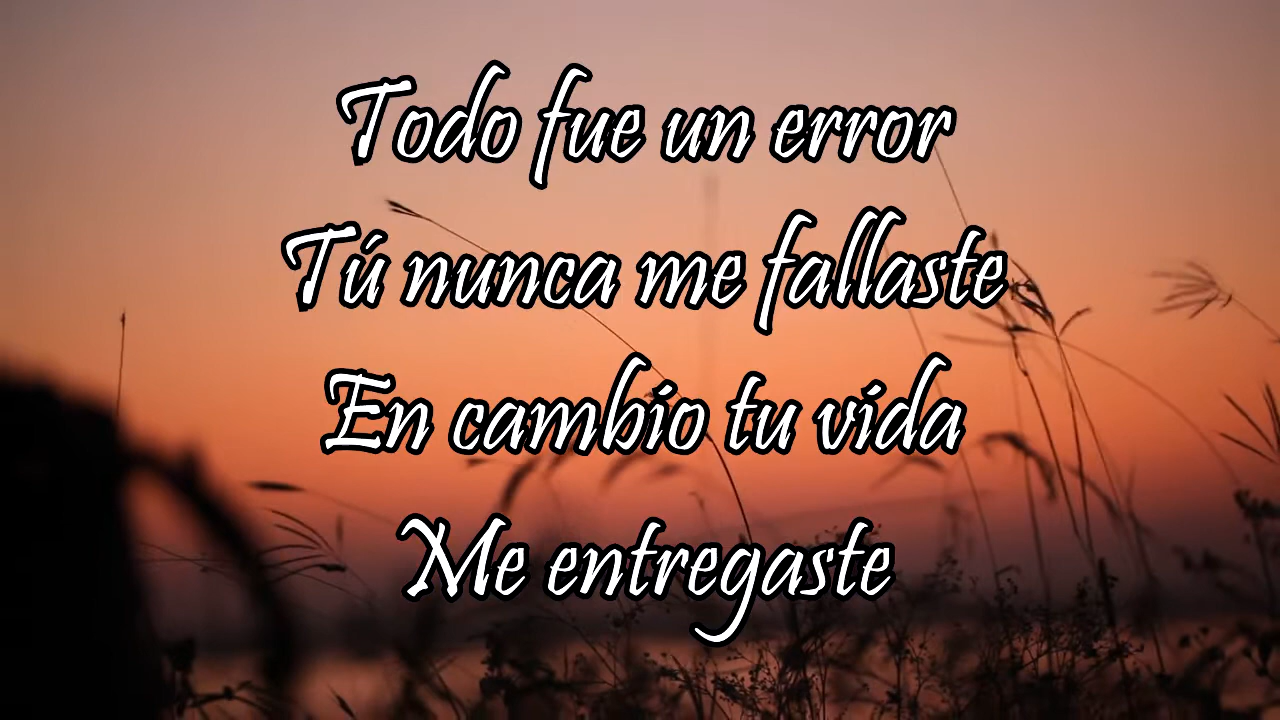 Todo fue un error
Tú nunca me fallaste
En cambio tu vida
Me entregaste